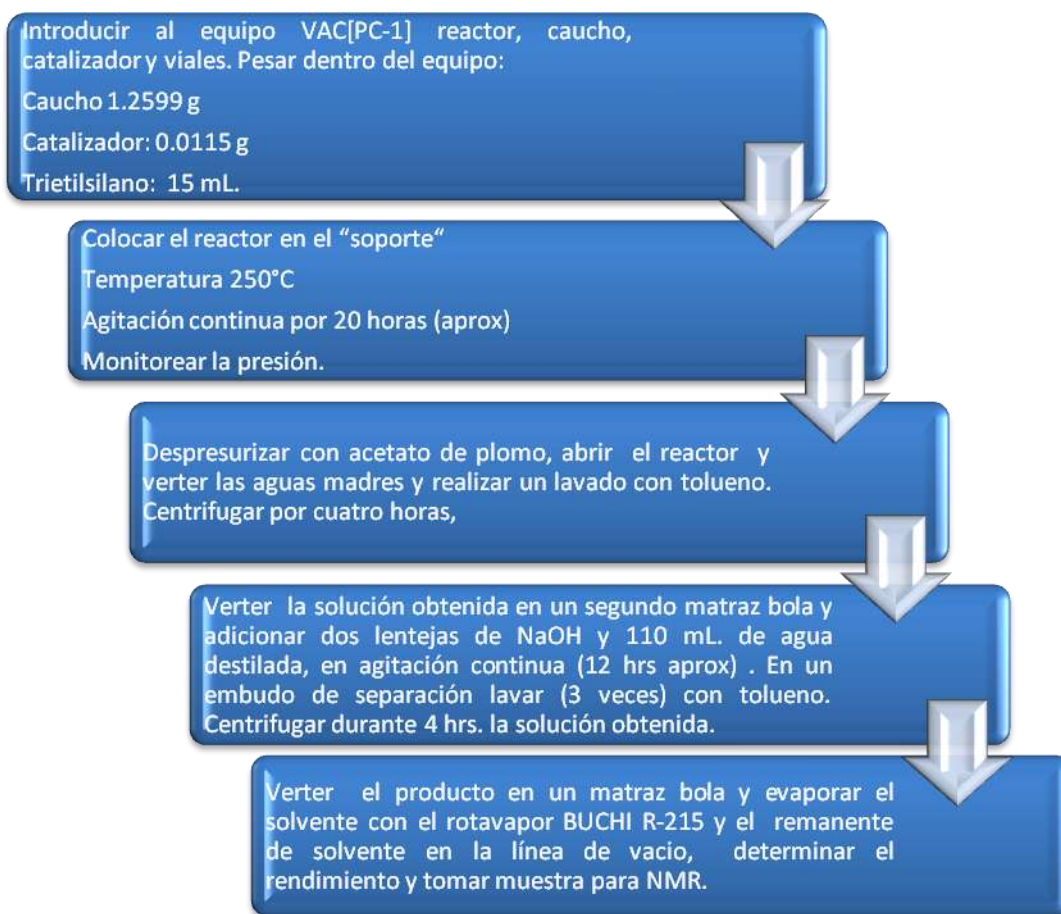 Introducir al equipo VAC[PC-1] reactor, caucho,
catalizador y viales. Pesar dentro del equipo:
Caucho 1.2599 g
Catalizador: 0.0115 g
Trietilsilano: 15 mL.
Colocar el reactor en el “soporte“
Temperatura 250°C
Agitación continua por 20 horas (aprox)
Monitorear la presión.
Despresurizar con acetato de plomo, abrir el reactor y
verter las aguas madres y realizar un lavado con tolueno.
Centrifugar por cuatro horas,
Verter la solución obtenida en un segundo matraz bola y
adicionar dos lentejas de NaOH y 110 mL. de agua
destilada, en agitación continua (12 hrs aprox) . En un
embudo de separación lavar (3 veces) con tolueno.
Centrifugar durante 4 hrs. la solución obtenida.
Verter el producto en un matraz bola y evaporar el
solvente con el rotavapor BUCHI R-215 y el remanente
de solvente en la línea de vacio, determinar el
rendimiento y tomar muestra para NMR.